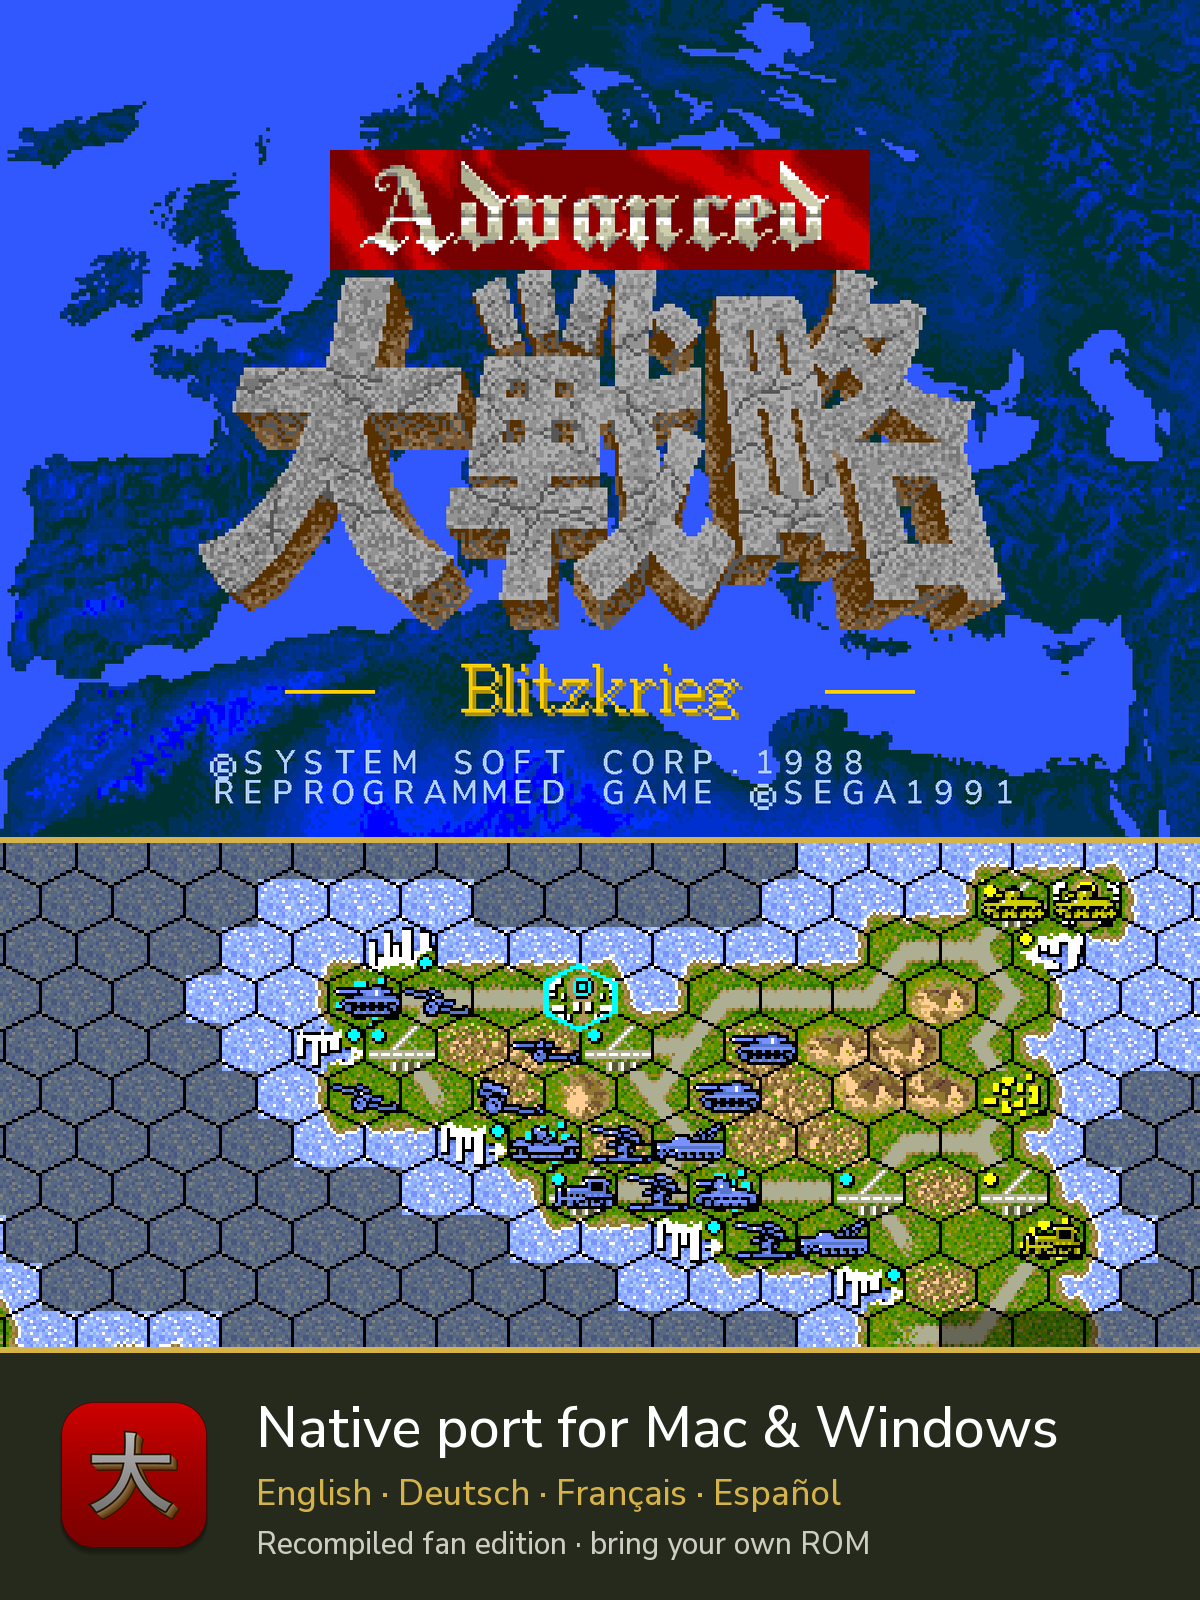 Advanced
大戦略
Blitzkrieg
©SYSTEM SOFT CORP.1988
REPROGRAMMED GAME ©SEGA1991
大
Native port for Mac & Windows
English · Deutsch · Français · Español
Recompiled fan edition · bring your own ROM